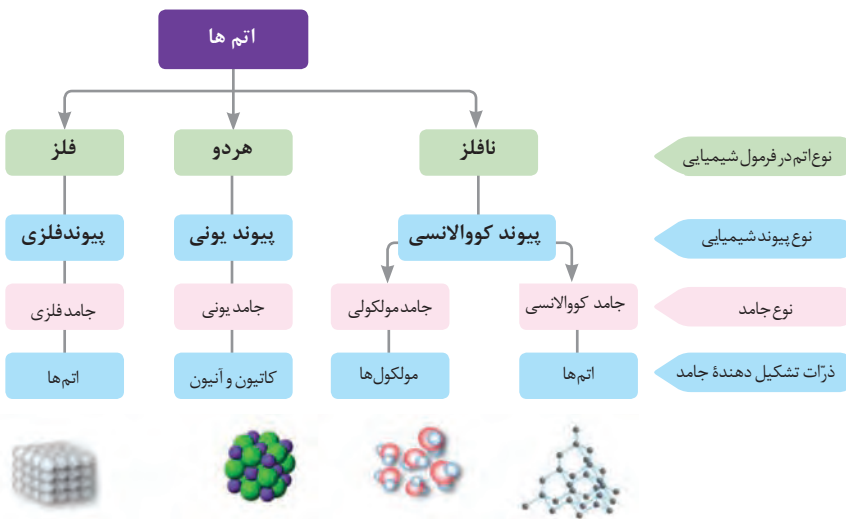 اتم ها
نوع اتم در فرمول شیمیایی
نافلز
هردو
فلز
نوع پیوند شیمیایی
پیوند کووالانسی
پیوند یونی
پیوندفلزی
نوع جامد
جامد کووالانسی
جامد مولکولی
جامد یونی
جامد فلزی
ذرّات تشکیل دهندهٔ جامد
اتم‌ها
مولکول‌ها
کاتیون و آنیون
اتم‌ها